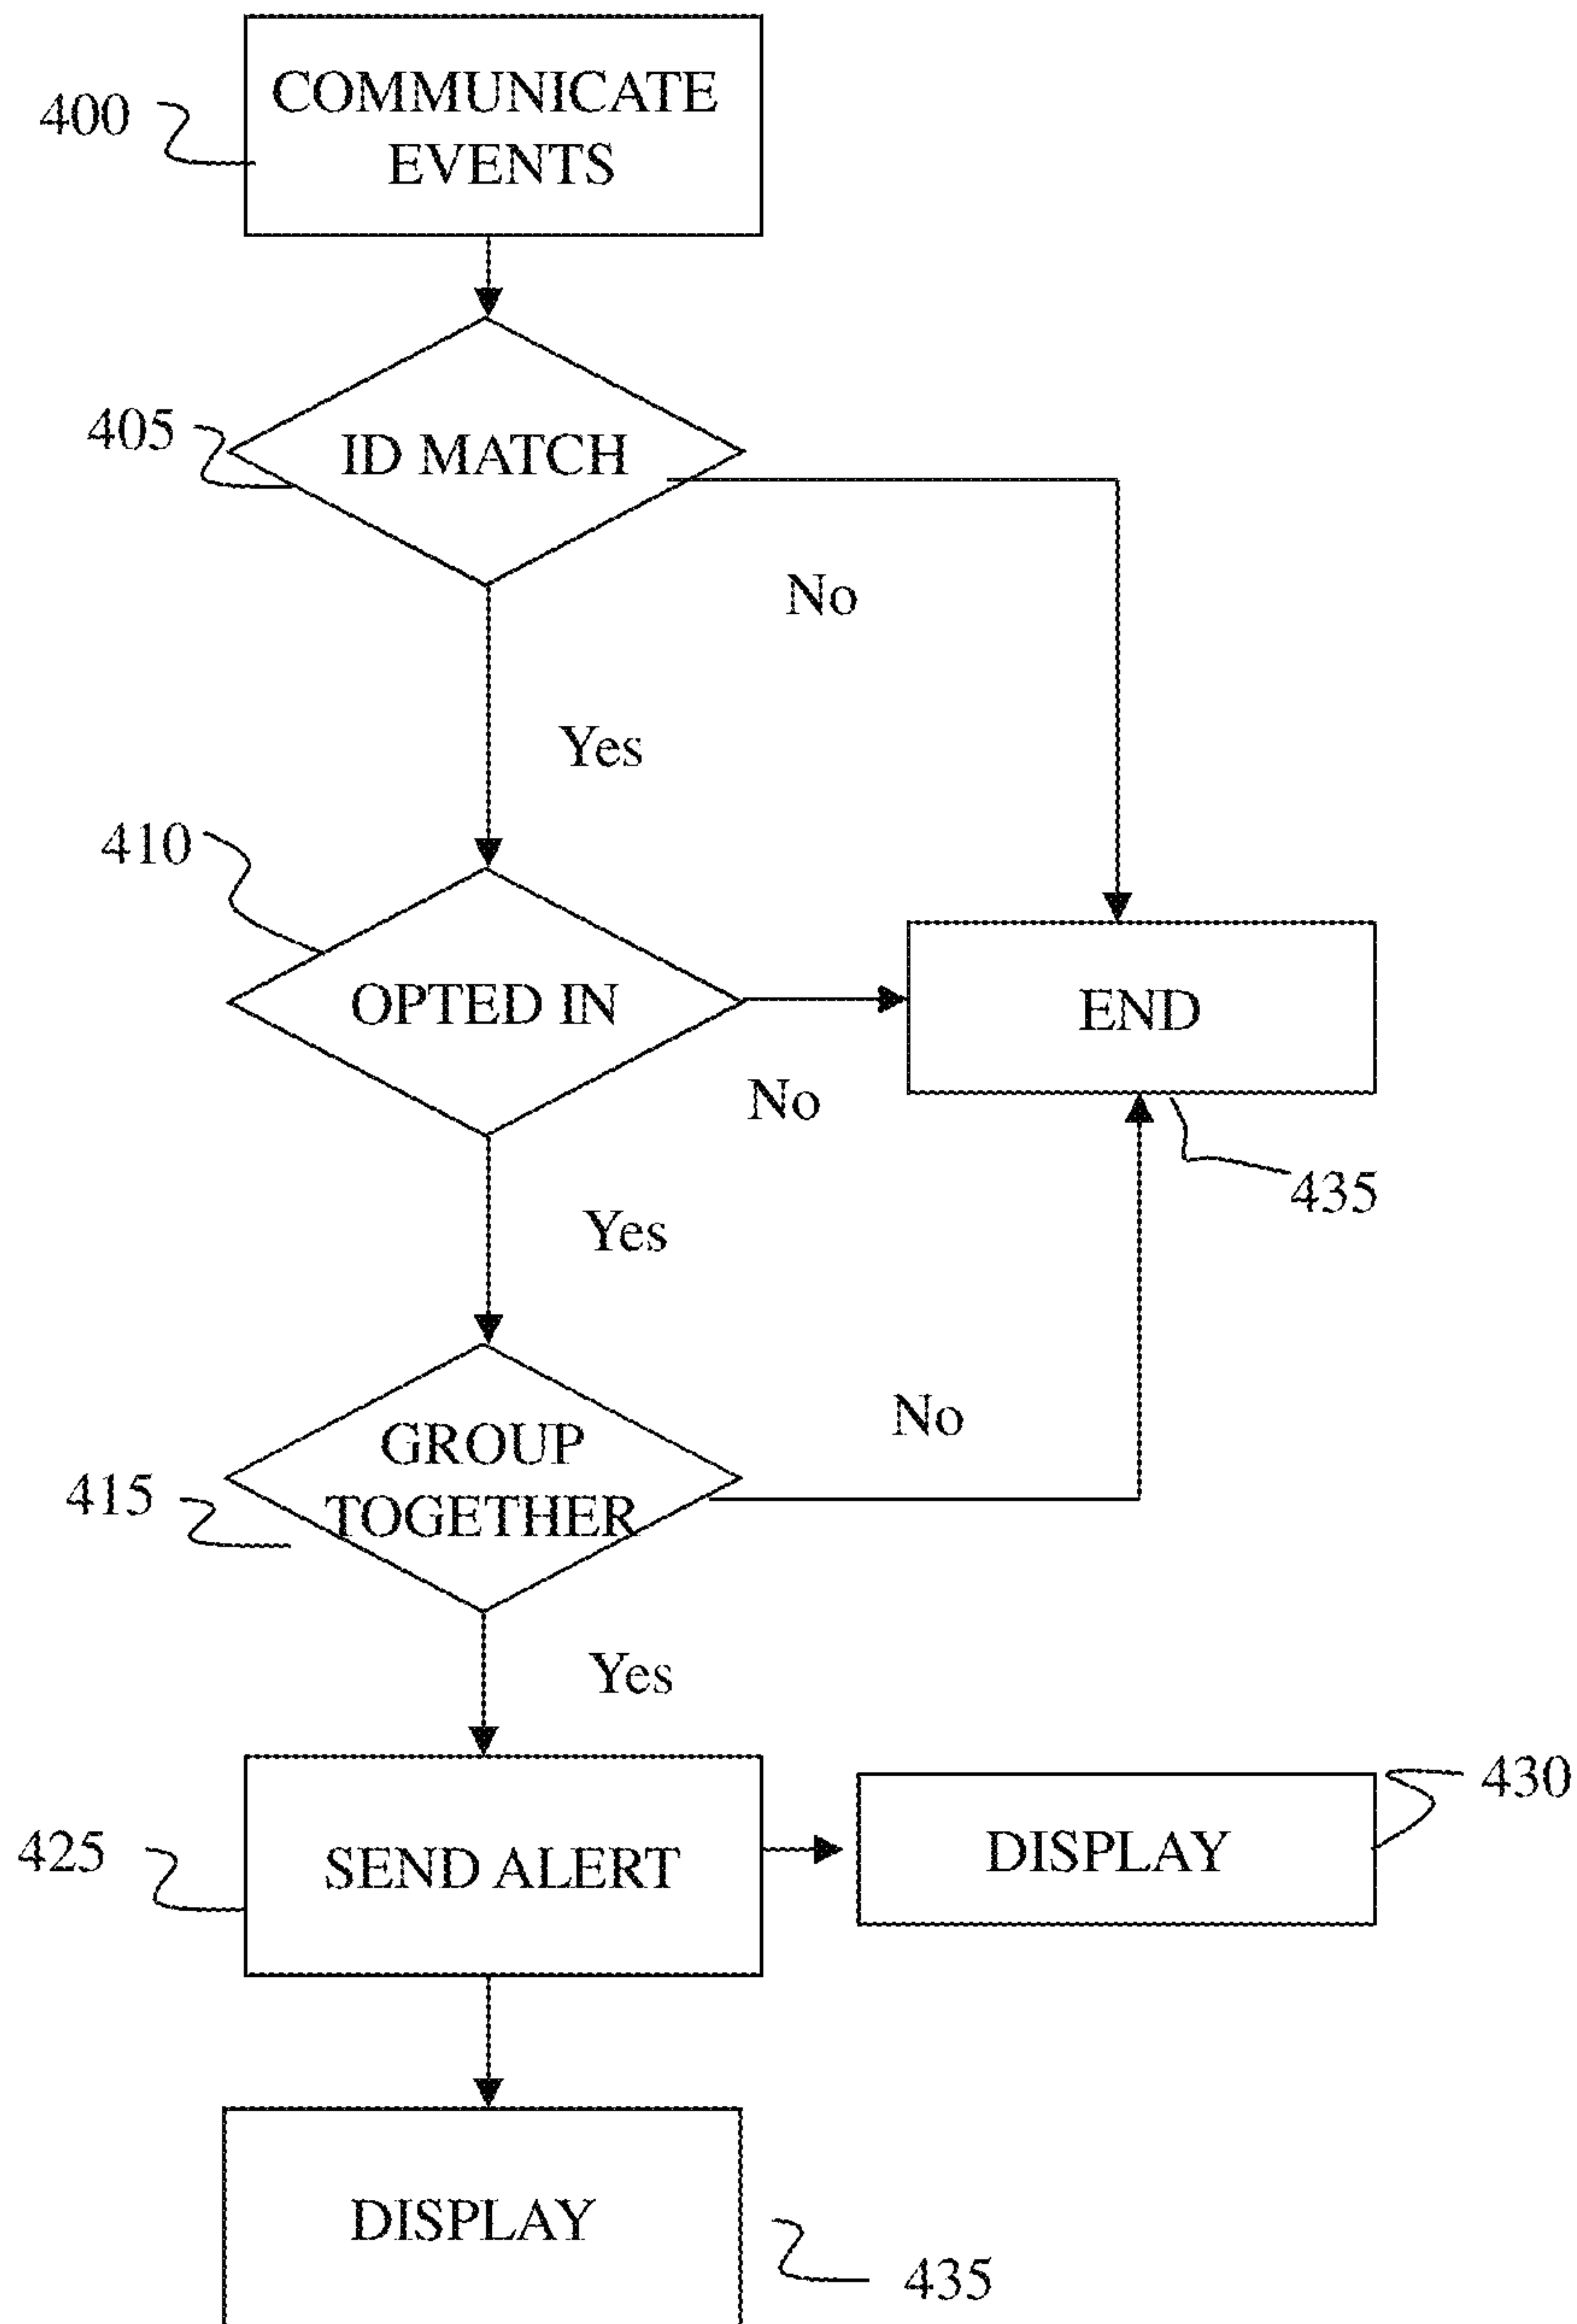 COMMUNICATE
EVENTS
400
405
ID MATCH
No
Yes
410
OPTED IN
END
No
435
Yes
GROUP
TOGETHER
No
415
Yes
425
SEND ALERT
DISPLAY
430
DISPLAY
435